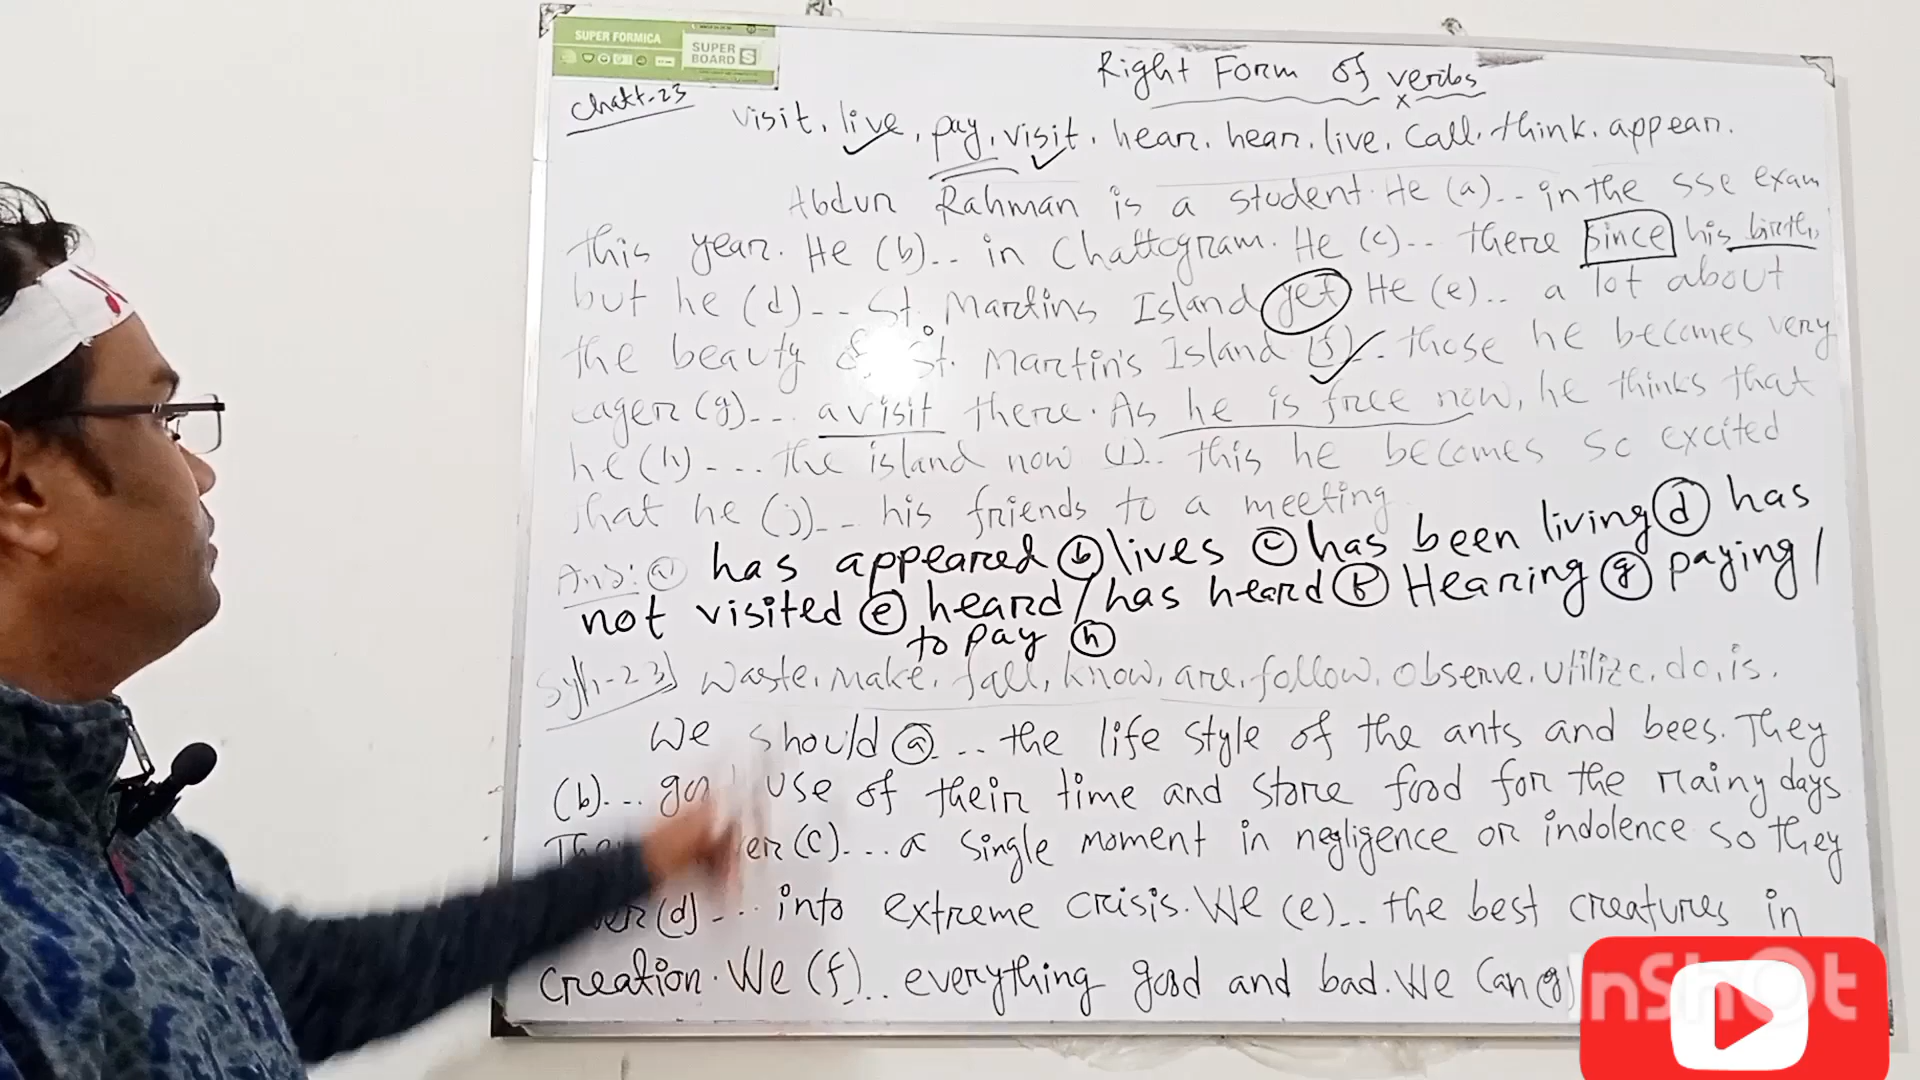 SUPER FORMICA
SUPER BOARD S
Right Form of verbs
x
Chatt-23
visit, live, pay, visit, hear, hear, live, call, think, appear.
Abdur Rahman is a student. He (a)... in the SSC exam
this year. He (b)... in Chattogram. He (c)... there since his birth,
but he (d)... St. Martins Island yet He (e)... a lot about
the beauty of St. Martin's Island (f)... those he becomes very
eager (g).... a visit there. As he is free now, he thinks that
he (h).... the island now (i)... this he becomes so excited
that he (j)... his friends to a meeting
Ans: (a) has appeared (b) lives (c) has been living (d) has
not visited (e) heard/has heard (f) Hearing (g) paying/
to pay (h)
Syl-23) waste, make, fall, know, are, follow, observe, utilize, do, is.
We should (a)... the life style of the ants and bees. They
(b)... use of their time and store food for the rainy days
(c)... a single moment in negligence or indolence so they
(d)... into extreme crisis. We (e)... the best creatures in
creation. We (f)... everything good and bad. We can (g)
InShOt